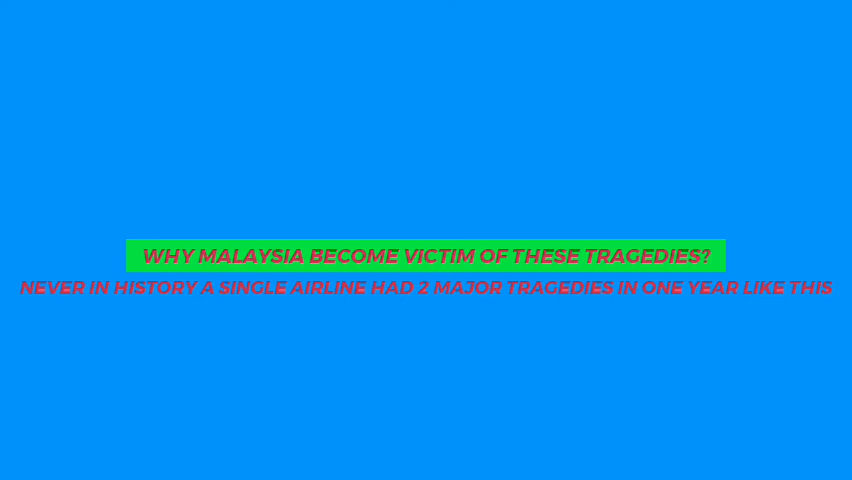 WHY MALAYSIA BECOME VICTIM OF THESE TRAGEDIES?
NEVER IN HISTORY A SINGLE AIRLINE HAD 2 MAJOR TRAGEDIES IN ONE YEAR LIKE THIS